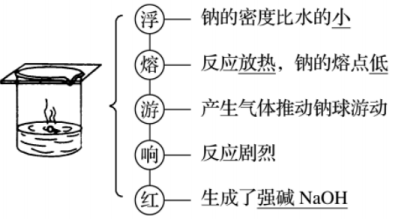 浮 钠的密度比水的小
熔 反应放热，钠的熔点低
游 产生气体推动钠球游动
响 反应剧烈
红 生成了强碱 NaOH